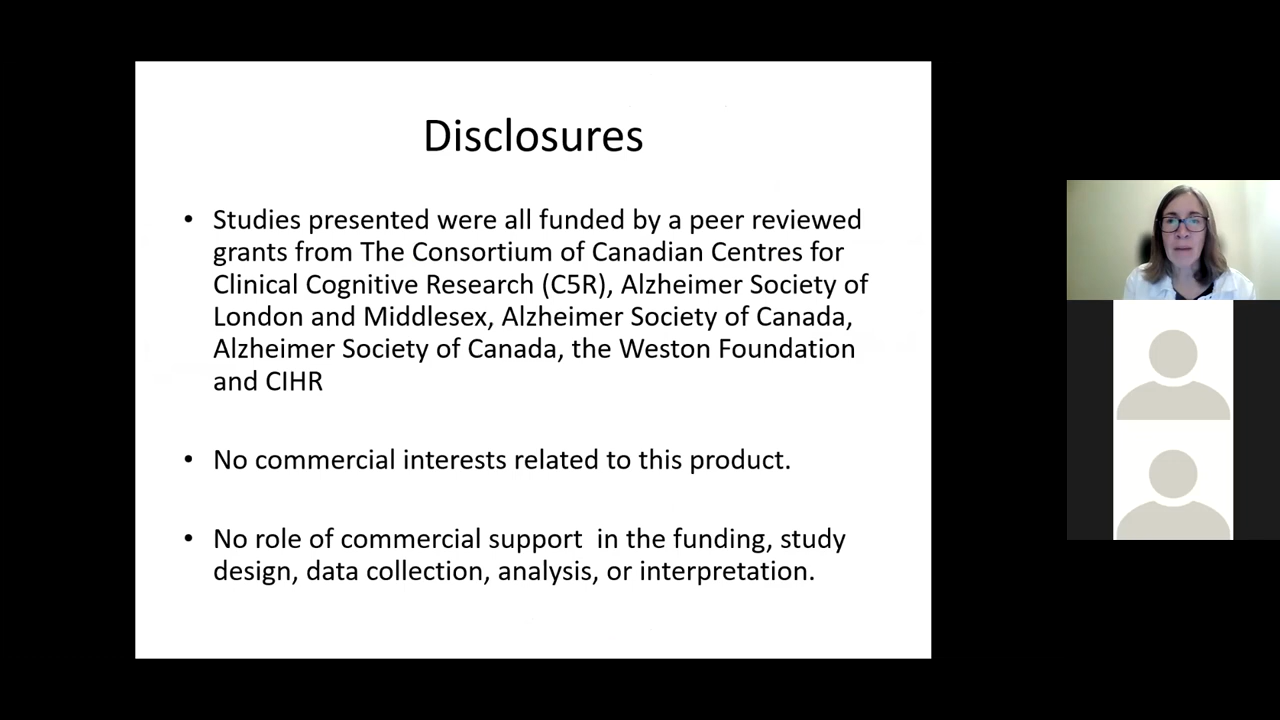 Disclosures
• Studies presented were all funded by a peer reviewed
grants from The Consortium of Canadian Centres for
Clinical Cognitive Research (C5R), Alzheimer Society of
London and Middlesex, Alzheimer Society of Canada,
Alzheimer Society of Canada, the Weston Foundation
and CIHR
• No commercial interests related to this product.
• No role of commercial support  in the funding, study
design, data collection, analysis, or interpretation.